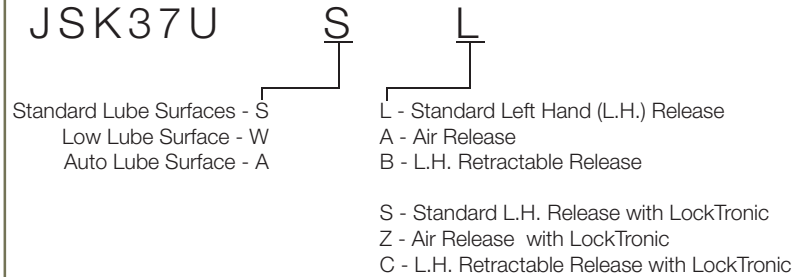 JSK37U S L
Standard Lube Surfaces - S
Low Lube Surface - W
Auto Lube Surface - A
L - Standard Left Hand (L.H.) Release
A - Air Release
B - L.H. Retractable Release
S - Standard L.H. Release with LockTronic
Z - Air Release with LockTronic
C - L.H. Retractable Release with LockTronic